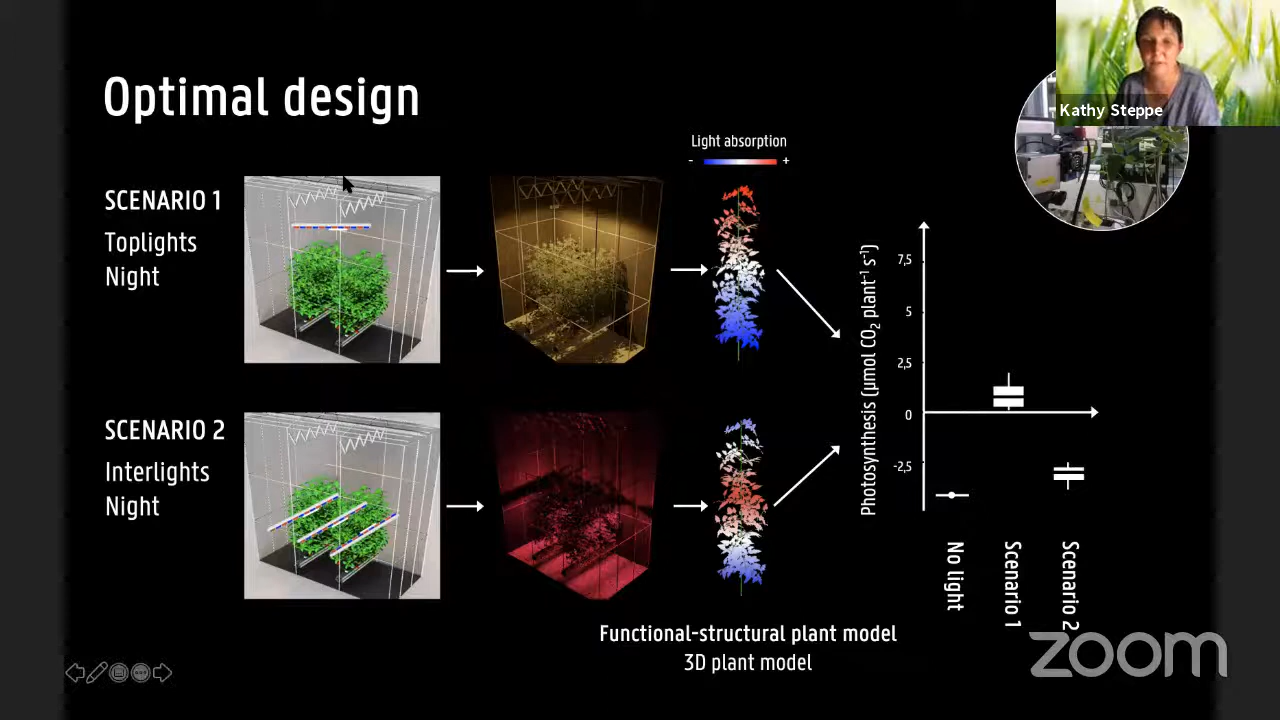 Optimal design
Kathy Steppe
Light absorption
- +
SCENARIO 1
Toplights
Night
SCENARIO 2
Interlights
Night
Photosynthesis (µmol CO₂ plant⁻¹ s⁻¹)
7,5
5
2,5
0
-2,5
No light
Scenario 1
Scenario 2
Functional-structural plant model
3D plant model
zoom